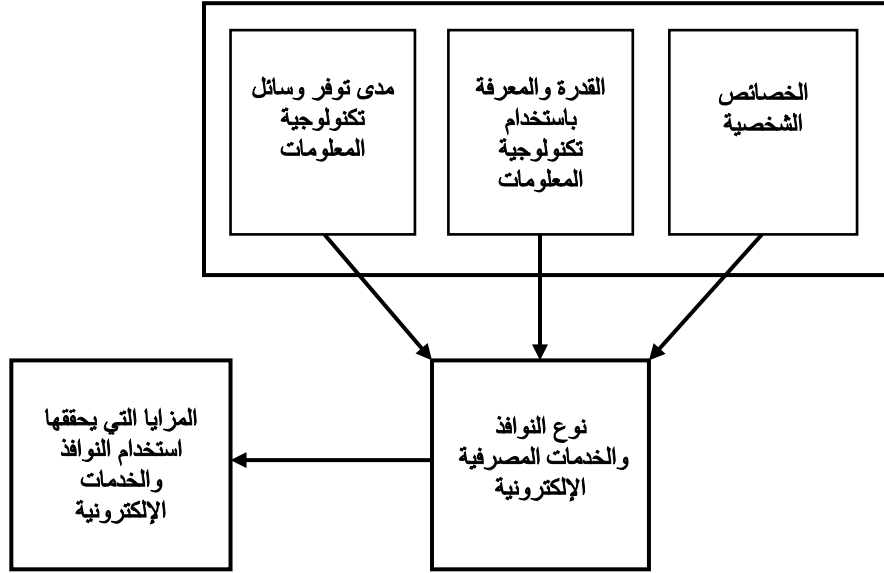 الخصائص
الشخصية
القدرة والمعرفة
باستخدام
تكنولوجية
المعلومات
مدى توفر وسائل
تكنولوجية
المعلومات
نوع النوافذ
والخدمات المصرفية
الإلكترونية
المزايا التي يحققها
استخدام النوافذ
والخدمات
الإلكترونية